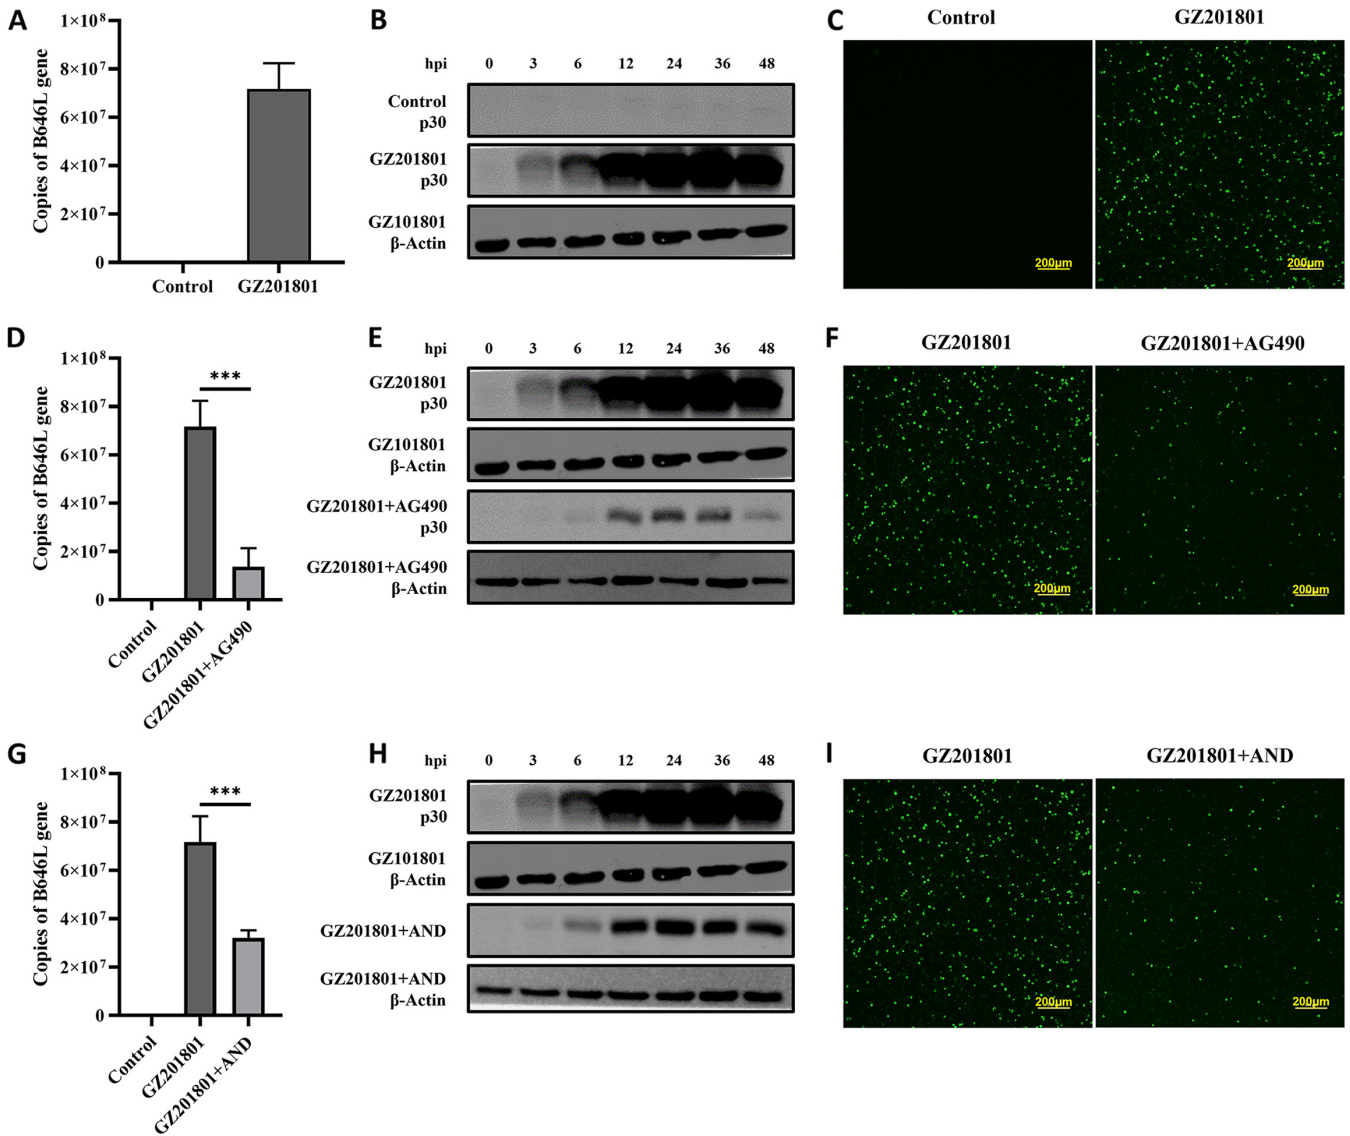 A
Copies of B646L gene
1×10⁸
8×10⁷
6×10⁷
4×10⁷
2×10⁷
0
Control GZ201801
B
hpi 0 3 6 12 24 36 48
Control
p30
GZ201801
p30
GZ101801
β-Actin
C
Control GZ201801
200μm 200μm
D
Copies of B646L gene
1×10⁸
8×10⁷
6×10⁷
4×10⁷
2×10⁷
0
***
Control
GZ201801
GZ201801+AG490
E
hpi 0 3 6 12 24 36 48
GZ201801
p30
GZ101801
β-Actin
GZ201801+AG490
p30
GZ201801+AG490
β-Actin
F
GZ201801 GZ201801+AG490
200μm 200μm
G
Copies of B646L gene
1×10⁸
8×10⁷
6×10⁷
4×10⁷
2×10⁷
0
***
Control
GZ201801
GZ201801+AND
H
hpi 0 3 6 12 24 36 48
GZ201801
p30
GZ101801
β-Actin
GZ201801+AND
GZ201801+AND
β-Actin
I
GZ201801 GZ201801+AND
200μm 200μm